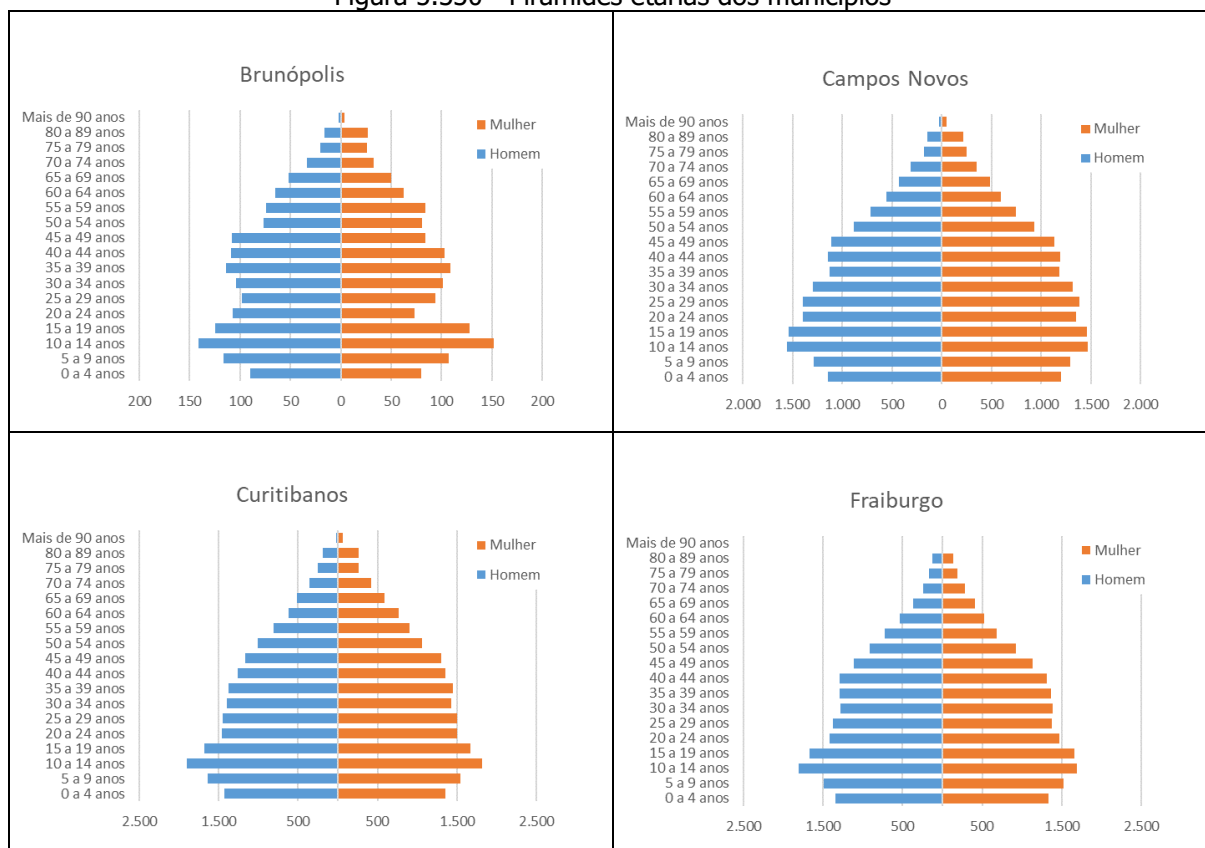 Figura 5.330 - Pirâmides etárias dos municípios
Brunópolis
Mais de 90 anos
80 a 89 anos
75 a 79 anos
70 a 74 anos
65 a 69 anos
60 a 64 anos
55 a 59 anos
50 a 54 anos
45 a 49 anos
40 a 44 anos
35 a 39 anos
30 a 34 anos
25 a 29 anos
20 a 24 anos
15 a 19 anos
10 a 14 anos
5 a 9 anos
0 a 4 anos
200 150 100 50 0 50 100 150 200
Mulher
Homem
Campos Novos
Mais de 90 anos
80 a 89 anos
75 a 79 anos
70 a 74 anos
65 a 69 anos
60 a 64 anos
55 a 59 anos
50 a 54 anos
45 a 49 anos
40 a 44 anos
35 a 39 anos
30 a 34 anos
25 a 29 anos
20 a 24 anos
15 a 19 anos
10 a 14 anos
5 a 9 anos
0 a 4 anos
2.000 1.500 1.000 500 0 500 1.000 1.500 2.000
Mulher
Homem
Curitibanos
Mais de 90 anos
80 a 89 anos
75 a 79 anos
70 a 74 anos
65 a 69 anos
60 a 64 anos
55 a 59 anos
50 a 54 anos
45 a 49 anos
40 a 44 anos
35 a 39 anos
30 a 34 anos
25 a 29 anos
20 a 24 anos
15 a 19 anos
10 a 14 anos
5 a 9 anos
0 a 4 anos
2.500 1.500 500 500 1.500 2.500
Mulher
Homem
Fraiburgo
Mais de 90 anos
80 a 89 anos
75 a 79 anos
70 a 74 anos
65 a 69 anos
60 a 64 anos
55 a 59 anos
50 a 54 anos
45 a 49 anos
40 a 44 anos
35 a 39 anos
30 a 34 anos
25 a 29 anos
20 a 24 anos
15 a 19 anos
10 a 14 anos
5 a 9 anos
0 a 4 anos
2.500 1.500 500 500 1.500 2.500
Mulher
Homem